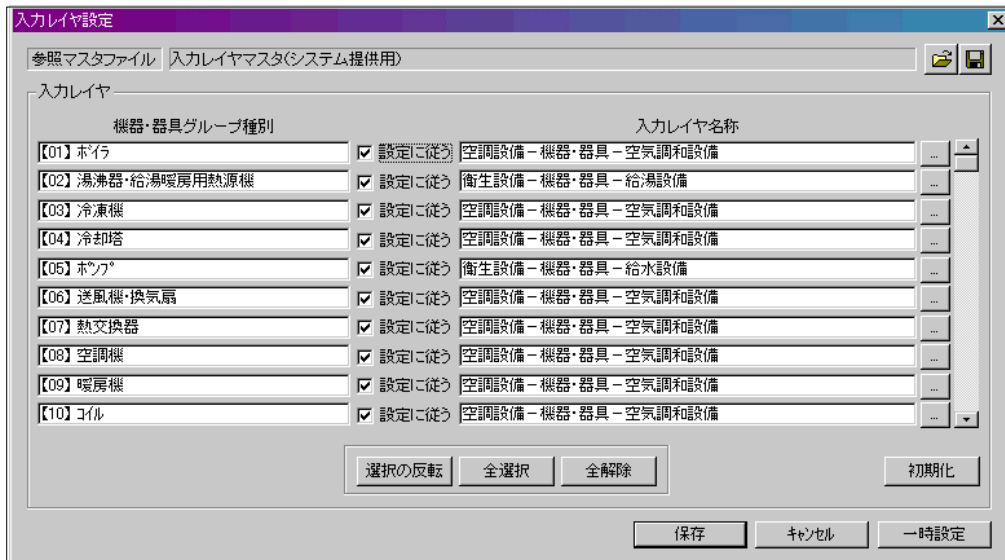 入力レイヤ設定
参照マスタファイル 入力レイヤマスタ(システム提供用)
入力レイヤ
機器・器具グループ種別 入力レイヤ名称
【01】ﾎﾞｲﾗ 設定に従う 空調設備-機器・器具-空気調和設備 ...
【02】湯沸器・給湯暖房用熱源機 設定に従う 衛生設備-機器・器具-給湯設備 ...
【03】冷凍機 設定に従う 空調設備-機器・器具-空気調和設備 ...
【04】冷却塔 設定に従う 空調設備-機器・器具-空気調和設備 ...
【05】ﾎﾟﾝﾌﾟ 設定に従う 衛生設備-機器・器具-給水設備 ...
【06】送風機・換気扇 設定に従う 空調設備-機器・器具-空気調和設備 ...
【07】熱交換器 設定に従う 空調設備-機器・器具-空気調和設備 ...
【08】空調機 設定に従う 空調設備-機器・器具-空気調和設備 ...
【09】暖房機 設定に従う 空調設備-機器・器具-空気調和設備 ...
【10】ｺｲﾙ 設定に従う 空調設備-機器・器具-空気調和設備 ...
選択の反転 全選択 全解除 初期化
保存 ｷｬﾝｾﾙ 一時設定